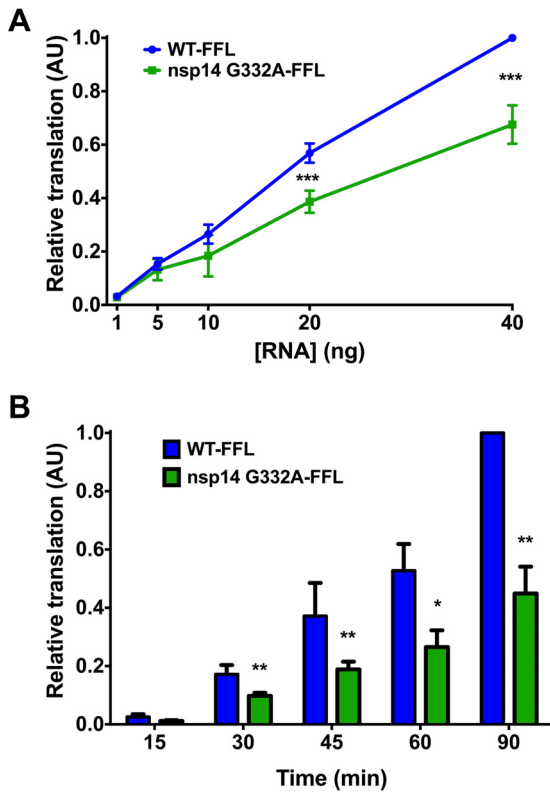 A
Relative translation (AU)
1.0
0.8
0.6
0.4
0.2
0.0
WT-FFL
nsp14 G332A-FFL
***
***
1 5 10 20 40
[RNA] (ng)
B
Relative translation (AU)
1.0
0.8
0.6
0.4
0.2
0.0
WT-FFL
nsp14 G332A-FFL
**
**
*
**
15 30 45 60 90
Time (min)